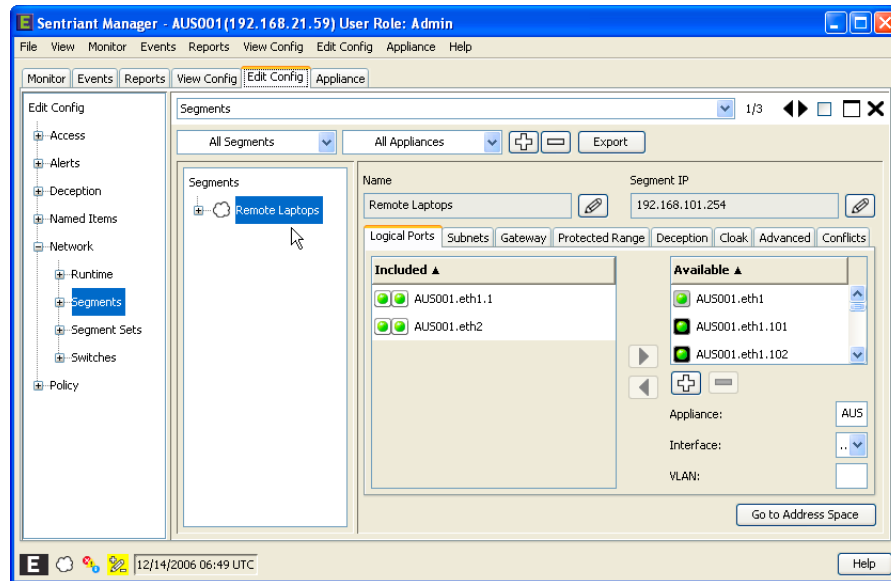 E Sentriant Manager - AUS001(192.168.21.59) User Role: Admin
File View Monitor Events Reports View Config Edit Config Appliance Help
Monitor Events Reports View Config Edit Config Appliance
Edit Config
Access
Alerts
Deception
Named Items
Network
Runtime
Segments
Segment Sets
Switches
Policy
Segments 1/3
All Segments All Appliances Export
Segments
Remote Laptops
Name Segment IP
Remote Laptops 192.168.101.254
Logical Ports Subnets Gateway Protected Range Deception Cloak Advanced Conflicts
Included ▲
AUS001.eth1.1
AUS001.eth2
Available ▲
AUS001.eth1
AUS001.eth1.101
AUS001.eth1.102
Appliance: AUS
Interface: ..
VLAN:
Go to Address Space
E 12/14/2006 06:49 UTC Help